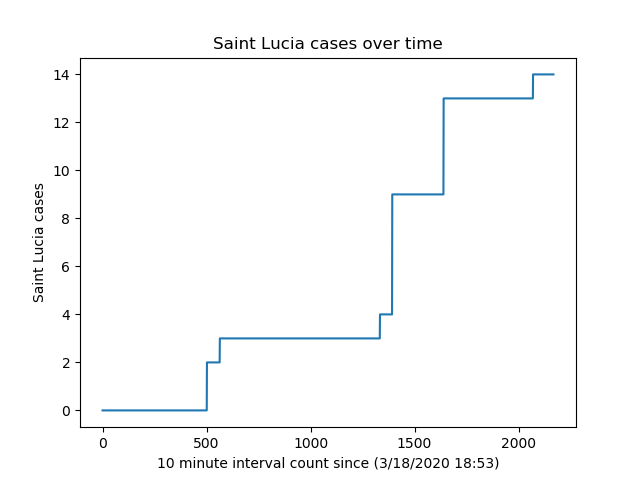 Saint Lucia cases over time
14
12
10
8
6
4
2
0
Saint Lucia cases
0 500 1000 1500 2000
10 minute interval count since (3/18/2020 18:53)